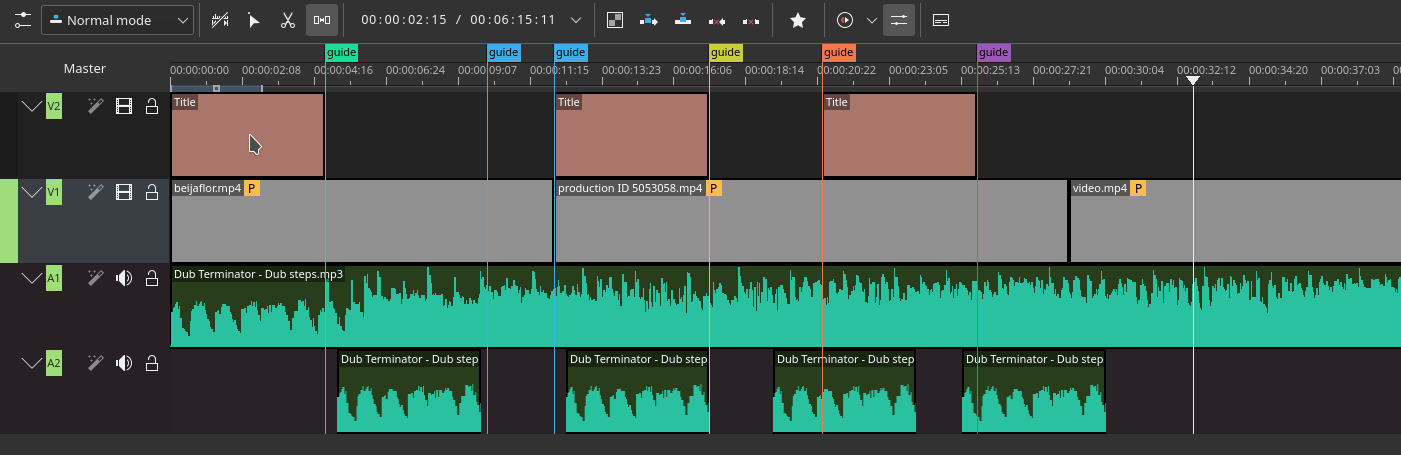 Normal mode
00:00:02:15 / 00:06:15:11
guide guide guide guide guide guide
Master
00:00:00:00 00:00:02:08 00:00:04:16 00:00:06:24 00:00:09:07 00:00:11:15 00:00:13:23 00:00:16:06 00:00:18:14 00:00:20:22 00:00:23:05 00:00:25:13 00:00:27:21 00:00:30:04 00:00:32:12 00:00:34:20 00:00:37:03
V2 Title Title Title
V1 beijaflor.mp4 P production ID 5053058.mp4 P video.mp4 P
A1 Dub Terminator - Dub steps.mp3
A2 Dub Terminator - Dub step Dub Terminator - Dub step Dub Terminator - Dub step Dub Terminator - Dub step